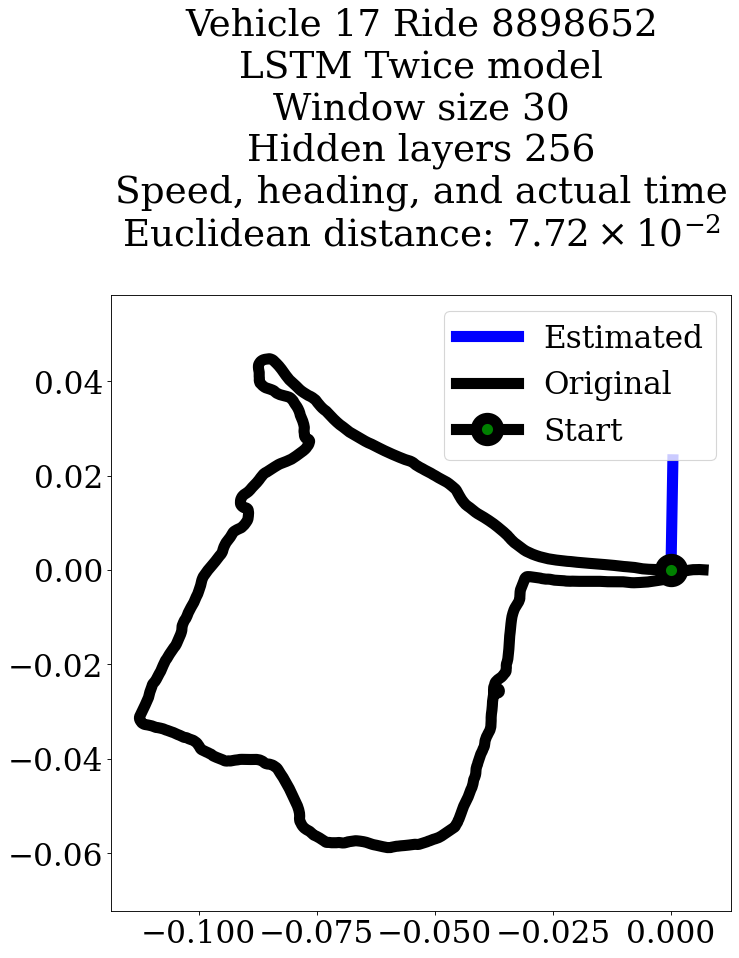 Vehicle 17 Ride 8898652
LSTM Twice model
Window size 30
Hidden layers 256
Speed, heading, and actual time
Euclidean distance: 7.72 × 10⁻²
Estimated
Original
Start
0.04
0.02
0.00
−0.02
−0.04
−0.06
−0.100 −0.075 −0.050 −0.025 0.000